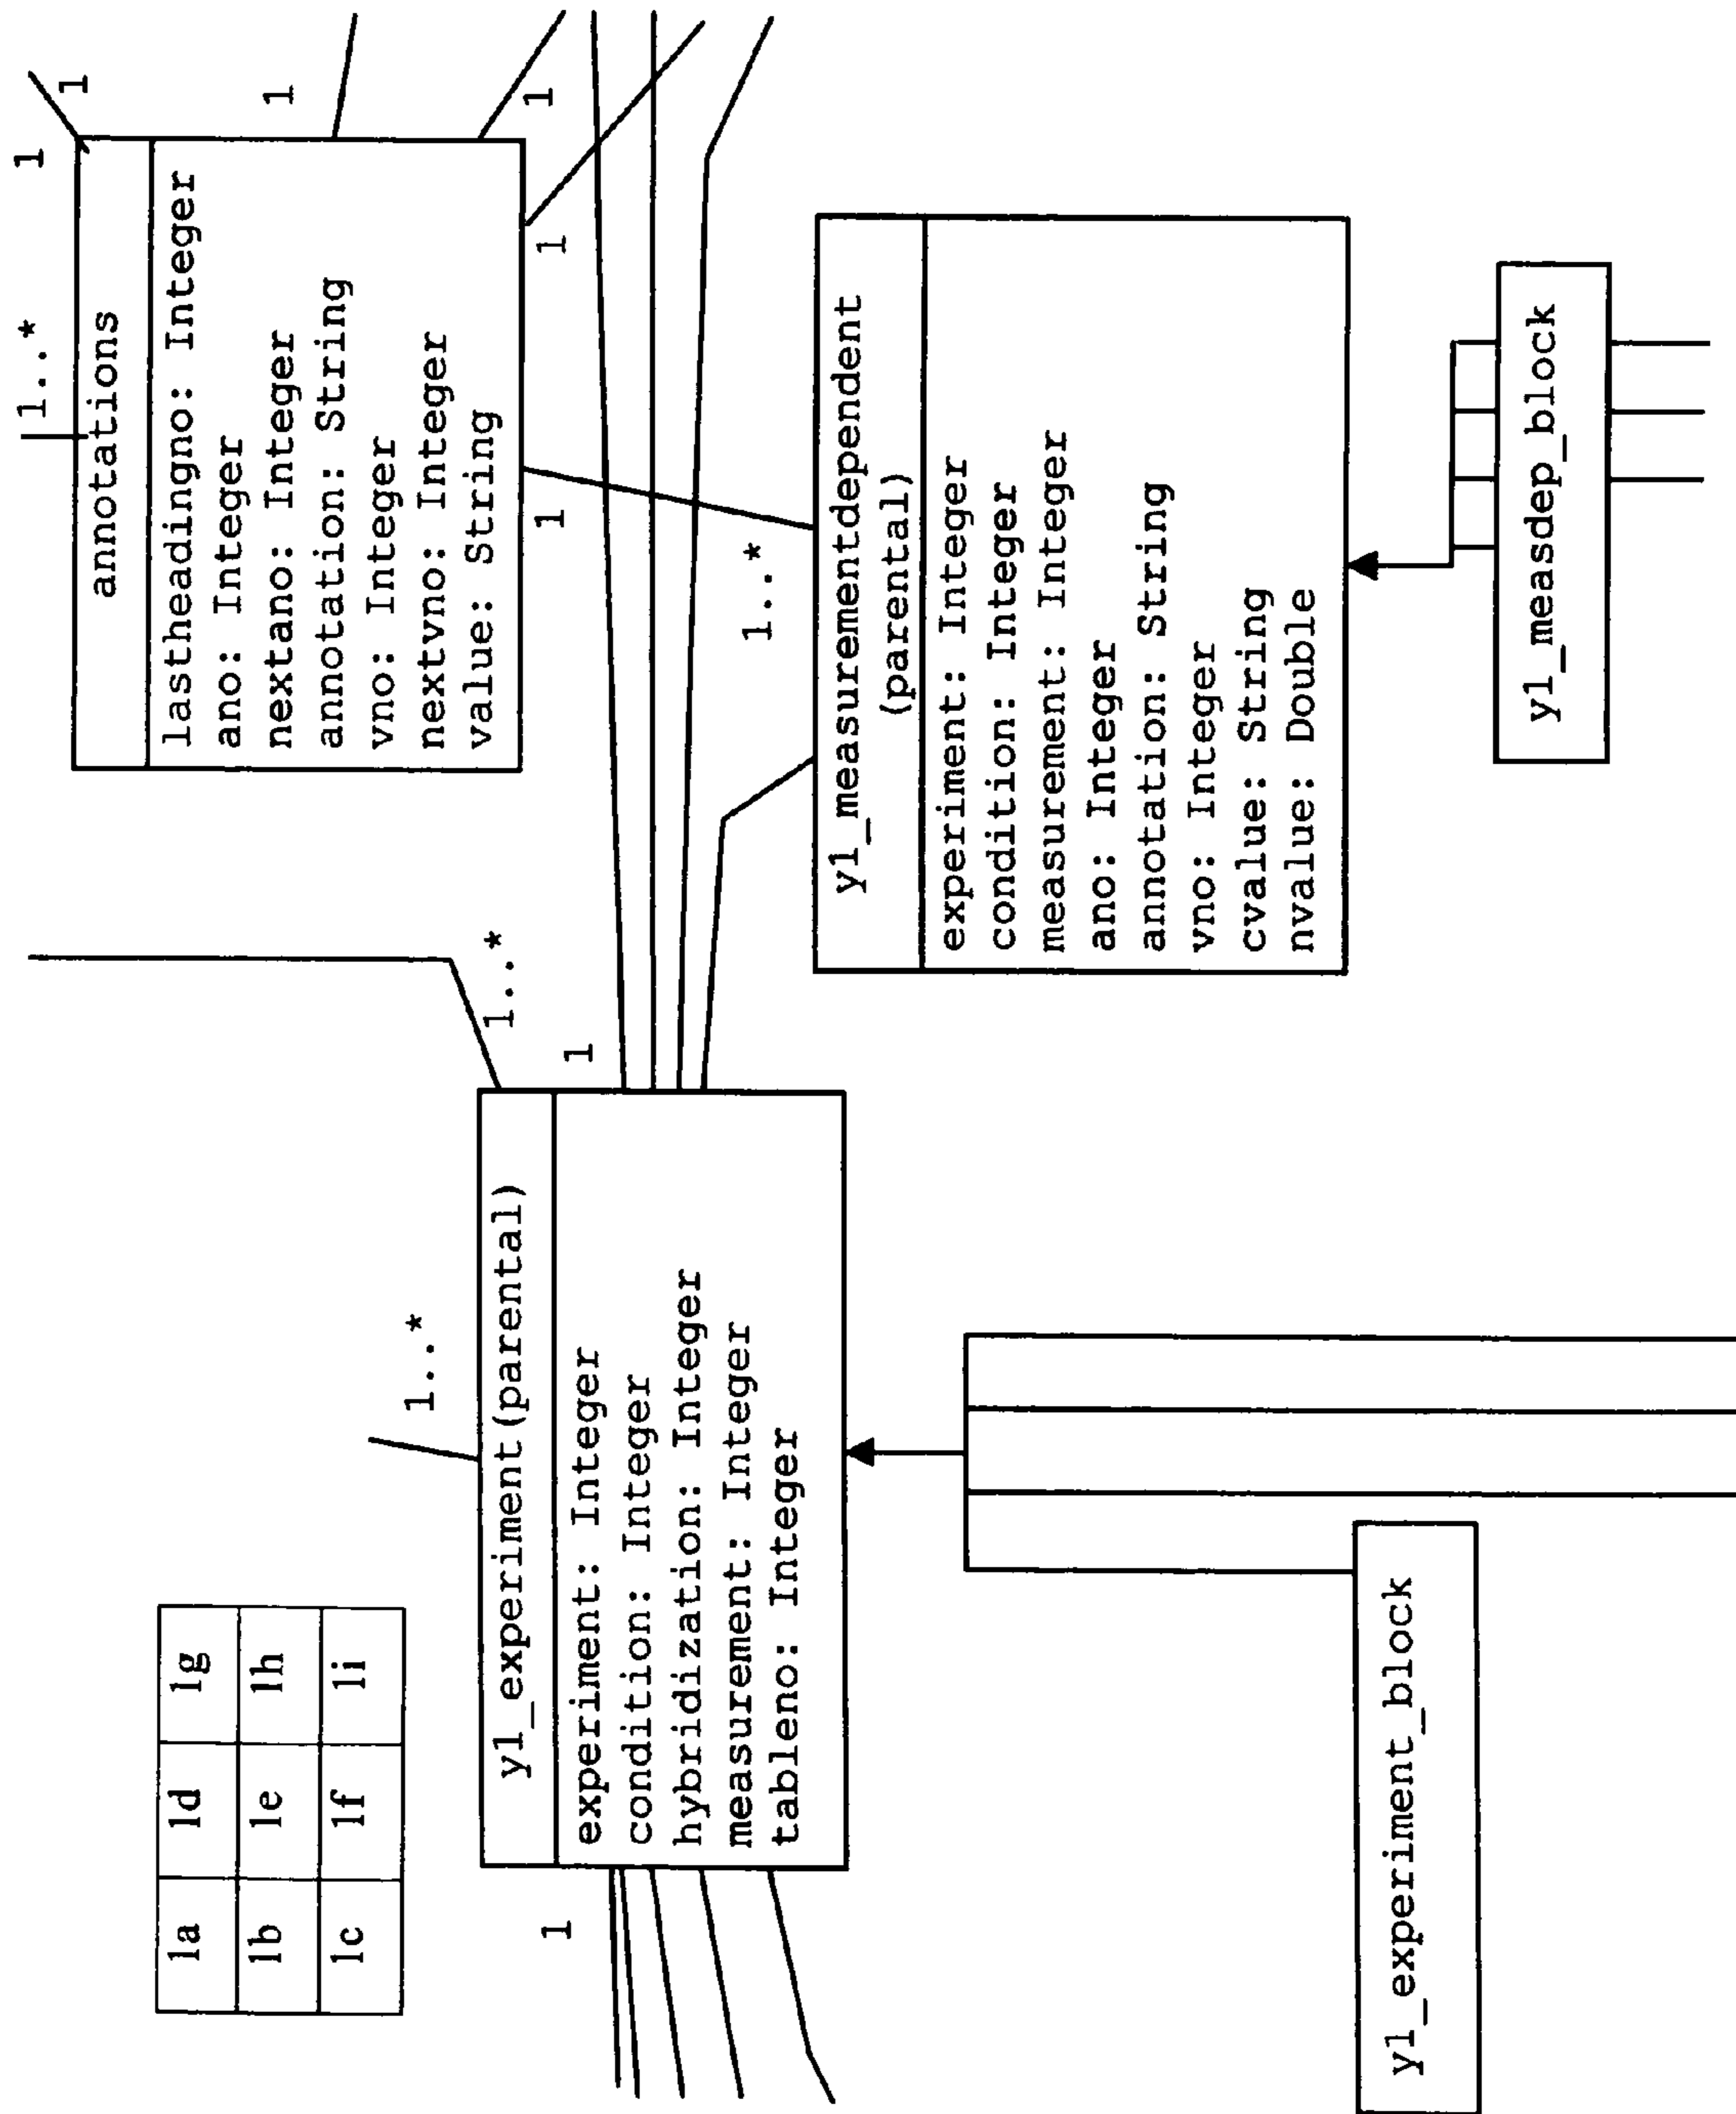 1a 1d 1g
1b 1e 1h
1c 1f 1i
1..*
y1_experiment(parental)
experiment: Integer
condition: Integer
hybridization: Integer
measurement: Integer
tableno: Integer
1
1
1..*
y1_experiment_block
1..*
1
1
annotations
lastheadingno: Integer
ano: Integer
nextano: Integer
annotation: String
vno: Integer
nextvno: Integer
value: String
1
1
1
1
1..*
y1_measurementdependent
(parental)
experiment: Integer
condition: Integer
measurement: Integer
ano: Integer
annotation: String
vno: Integer
cvalue: String
nvalue: Double
y1_measdep_block